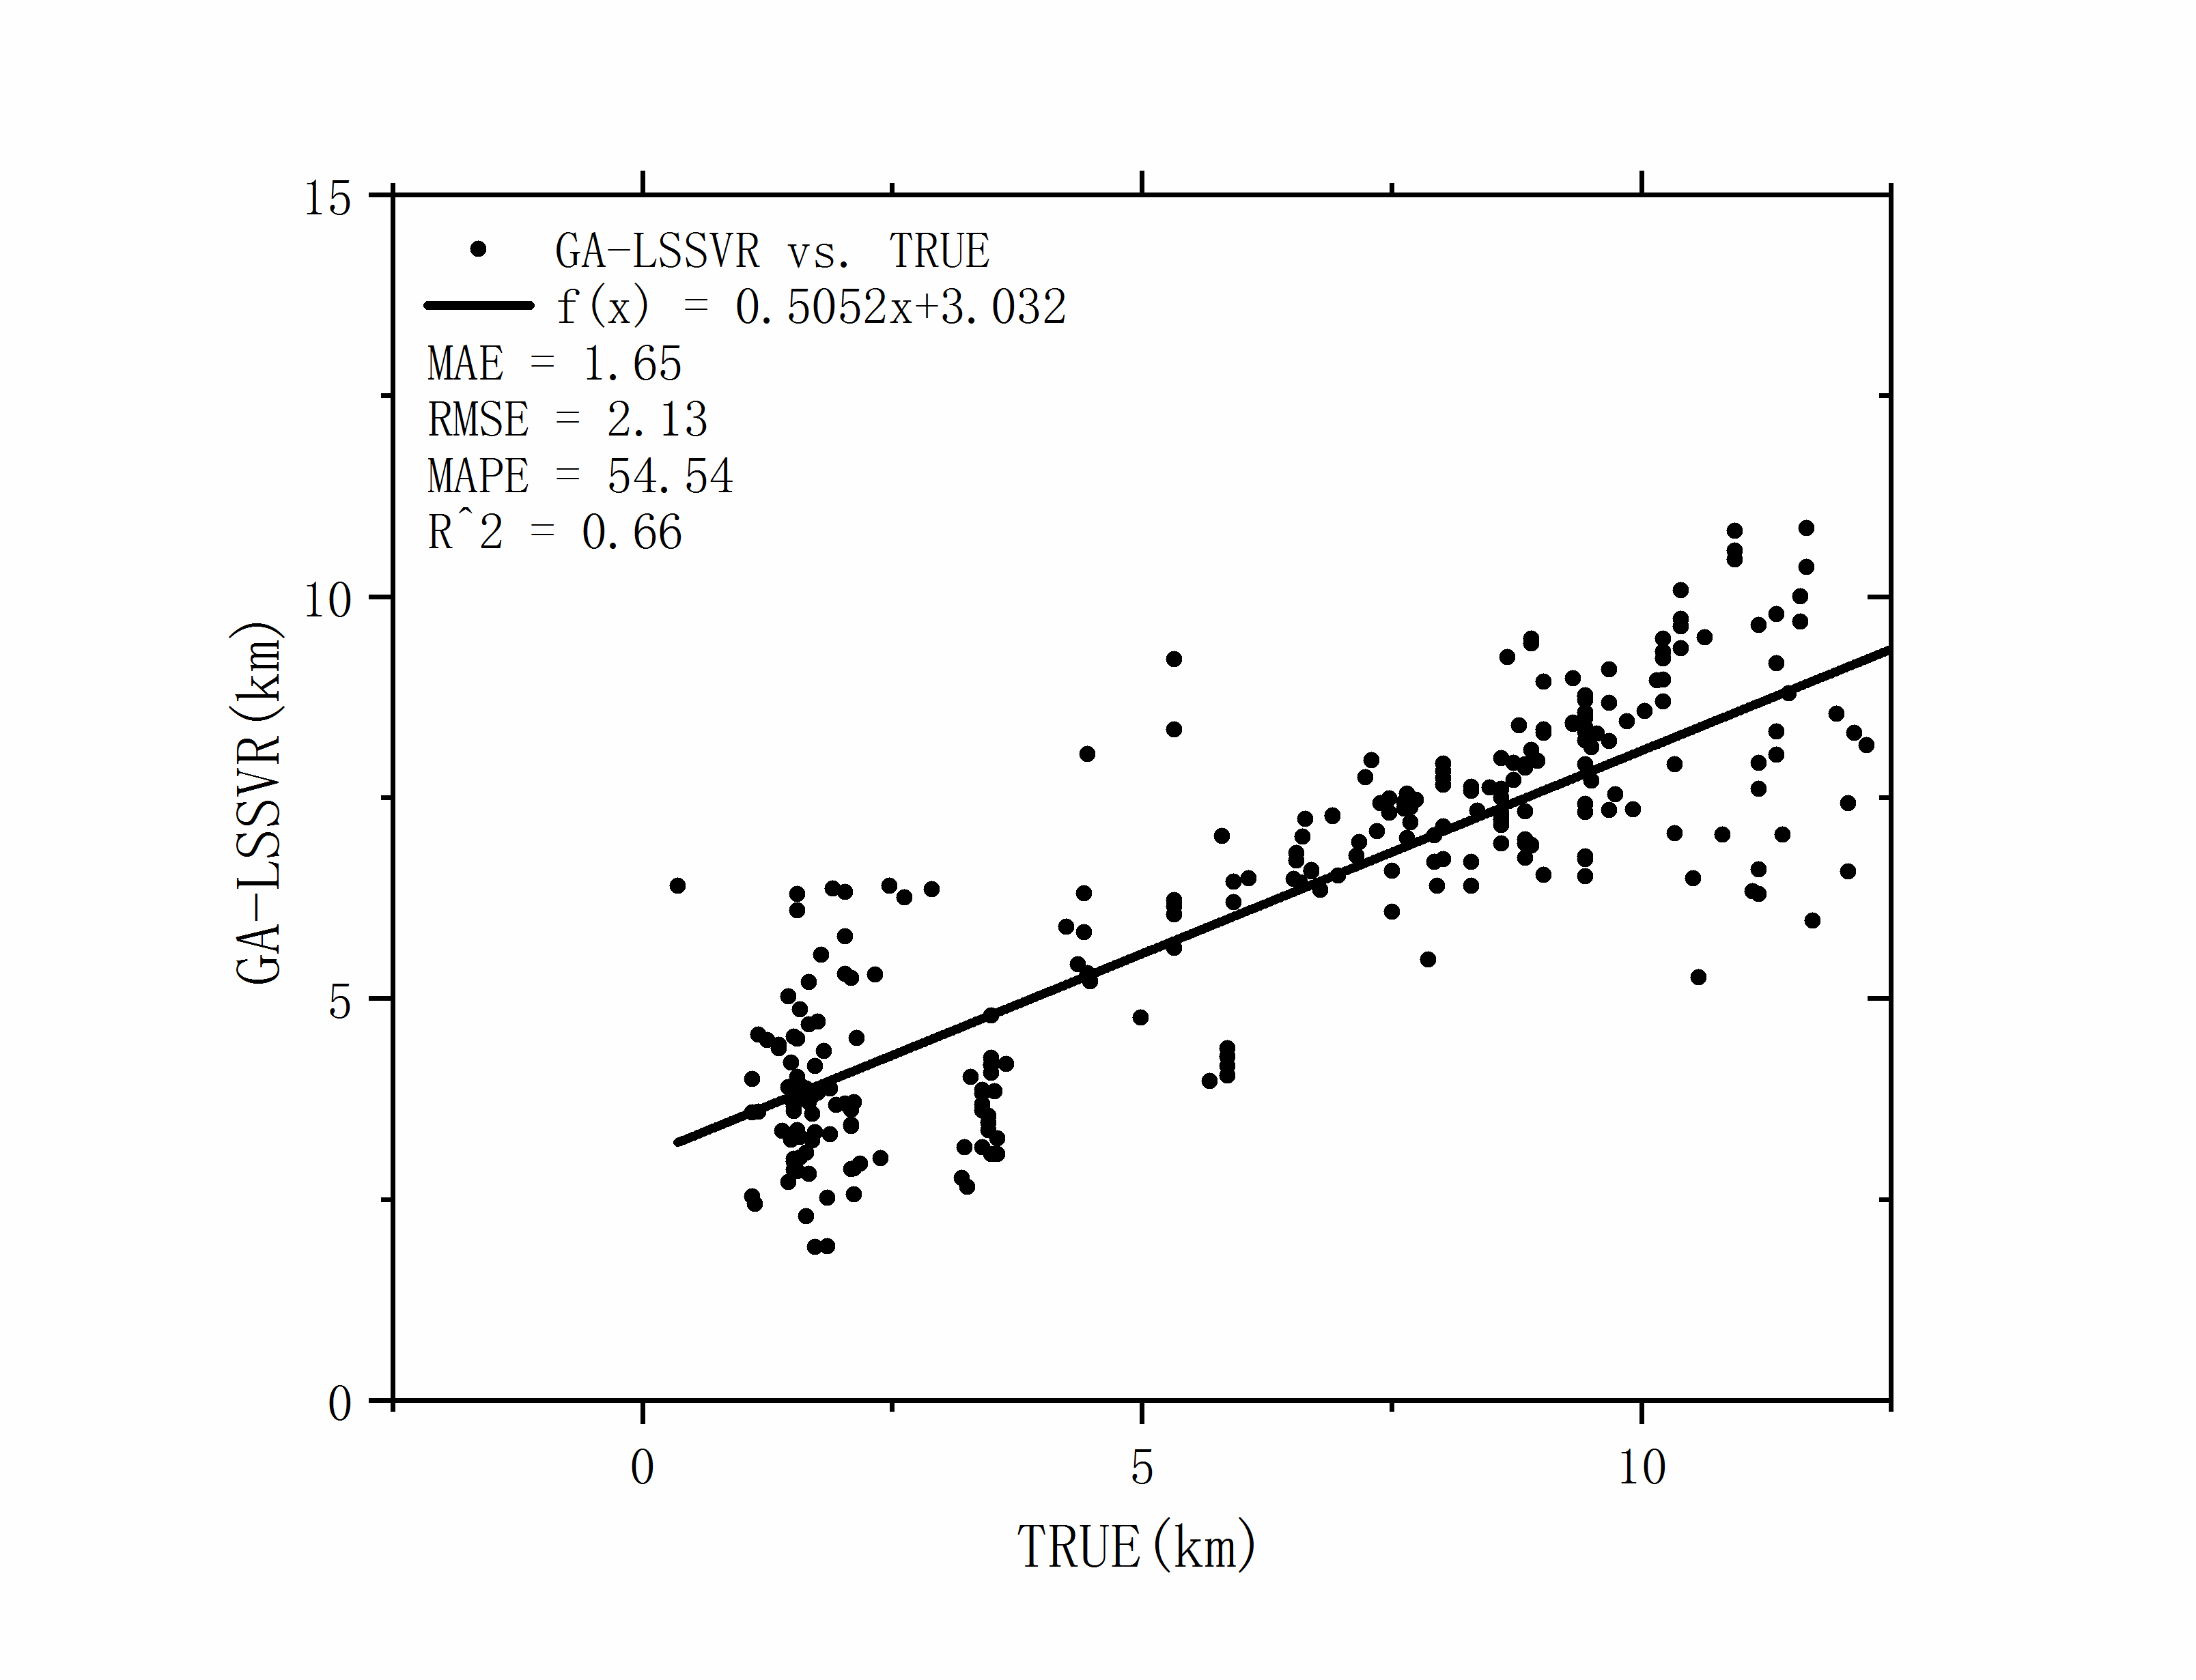 15
GA-LSSVR vs. TRUE
f(x) = 0.5052x+3.032
MAE = 1.65
RMSE = 2.13
MAPE = 54.54
R^2 = 0.66
10
GA-LSSVR(km)
5
0
0 5 10
TRUE(km)